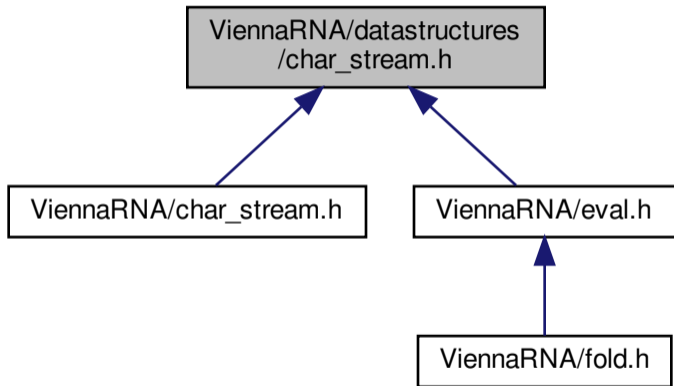 ViennaRNA/datastructures
/char_stream.h
ViennaRNA/char_stream.h
ViennaRNA/eval.h
ViennaRNA/fold.h